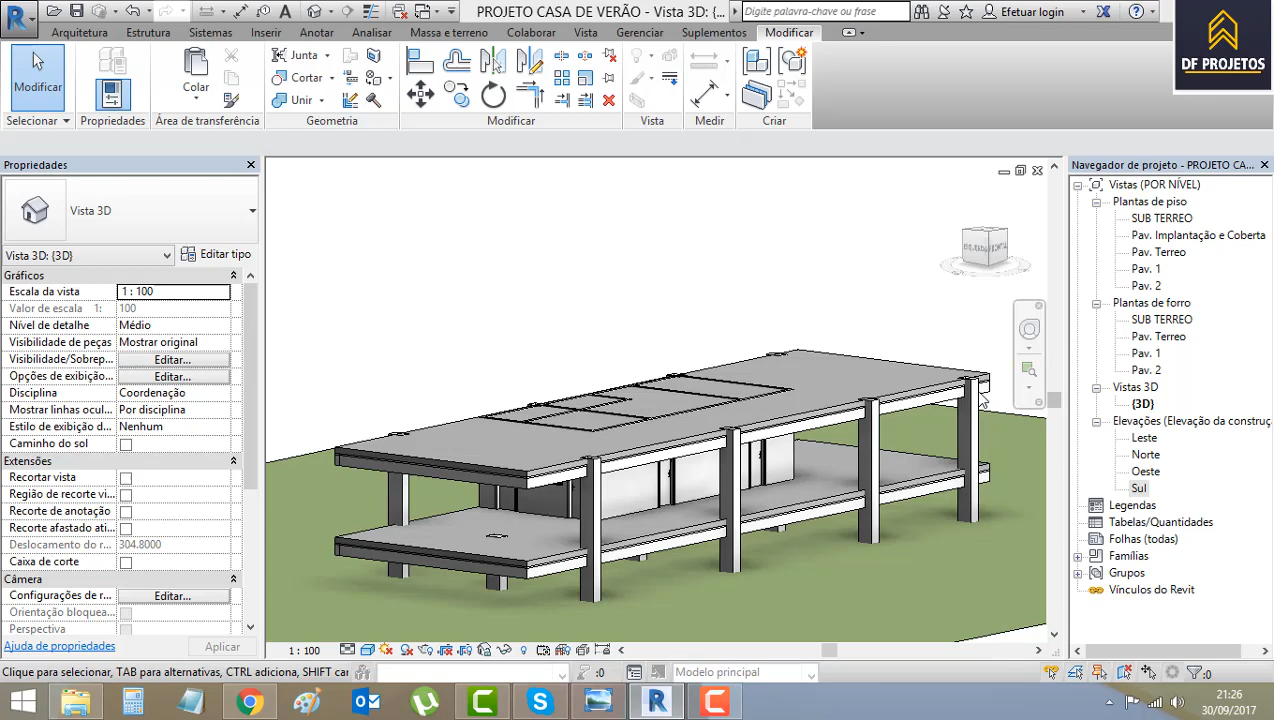 PROJETO CASA DE VERÃO - Vista 3D: {...
Digite palavra-chave ou frase
Efetuar login
DF PROJETOS
Arquitetura Estrutura Sistemas Inserir Anotar Analisar Massa e terreno Colaborar Vista Gerenciar Suplementos Modificar
Modificar
Colar
Junta
Cortar
Unir
Selecionar Propriedades Área de transferência Geometria Modificar Vista Medir Criar
Propriedades
Vista 3D
Vista 3D: {3D}
Editar tipo
Gráficos
Escala da vista 1 : 100
Valor de escala 1: 100
Nível de detalhe Médio
Visibilidade de peças Mostrar original
Visibilidade/Sobrep... Editar...
Opções de exibição... Editar...
Disciplina Coordenação
Mostrar linhas ocul... Por disciplina
Estilo de exibição d... Nenhum
Caminho do sol
Extensões
Recortar vista
Região de recorte vi...
Recorte de anotação
Recorte afastado ati...
Deslocamento do r... 304.8000
Caixa de corte
Câmera
Configurações de r... Editar...
Orientação bloquea...
Perspectiva
Ajuda de propriedades Aplicar
1 : 100
Navegador de projeto - PROJETO CA...
Vistas (POR NÍVEL)
Plantas de piso
SUB TERREO
Pav. Implantação e Coberta
Pav. Terreo
Pav. 1
Pav. 2
Plantas de forro
SUB TERREO
Pav. Terreo
Pav. 1
Pav. 2
Vistas 3D
{3D}
Elevações (Elevação da construç
Leste
Norte
Oeste
Sul
Legendas
Tabelas/Quantidades
Folhas (todas)
Famílias
Grupos
Vínculos do Revit
Clique para selecionar, TAB para alternativas, CTRL adiciona, SHIFT car
:0
Modelo principal
:0
21:26
30/09/2017